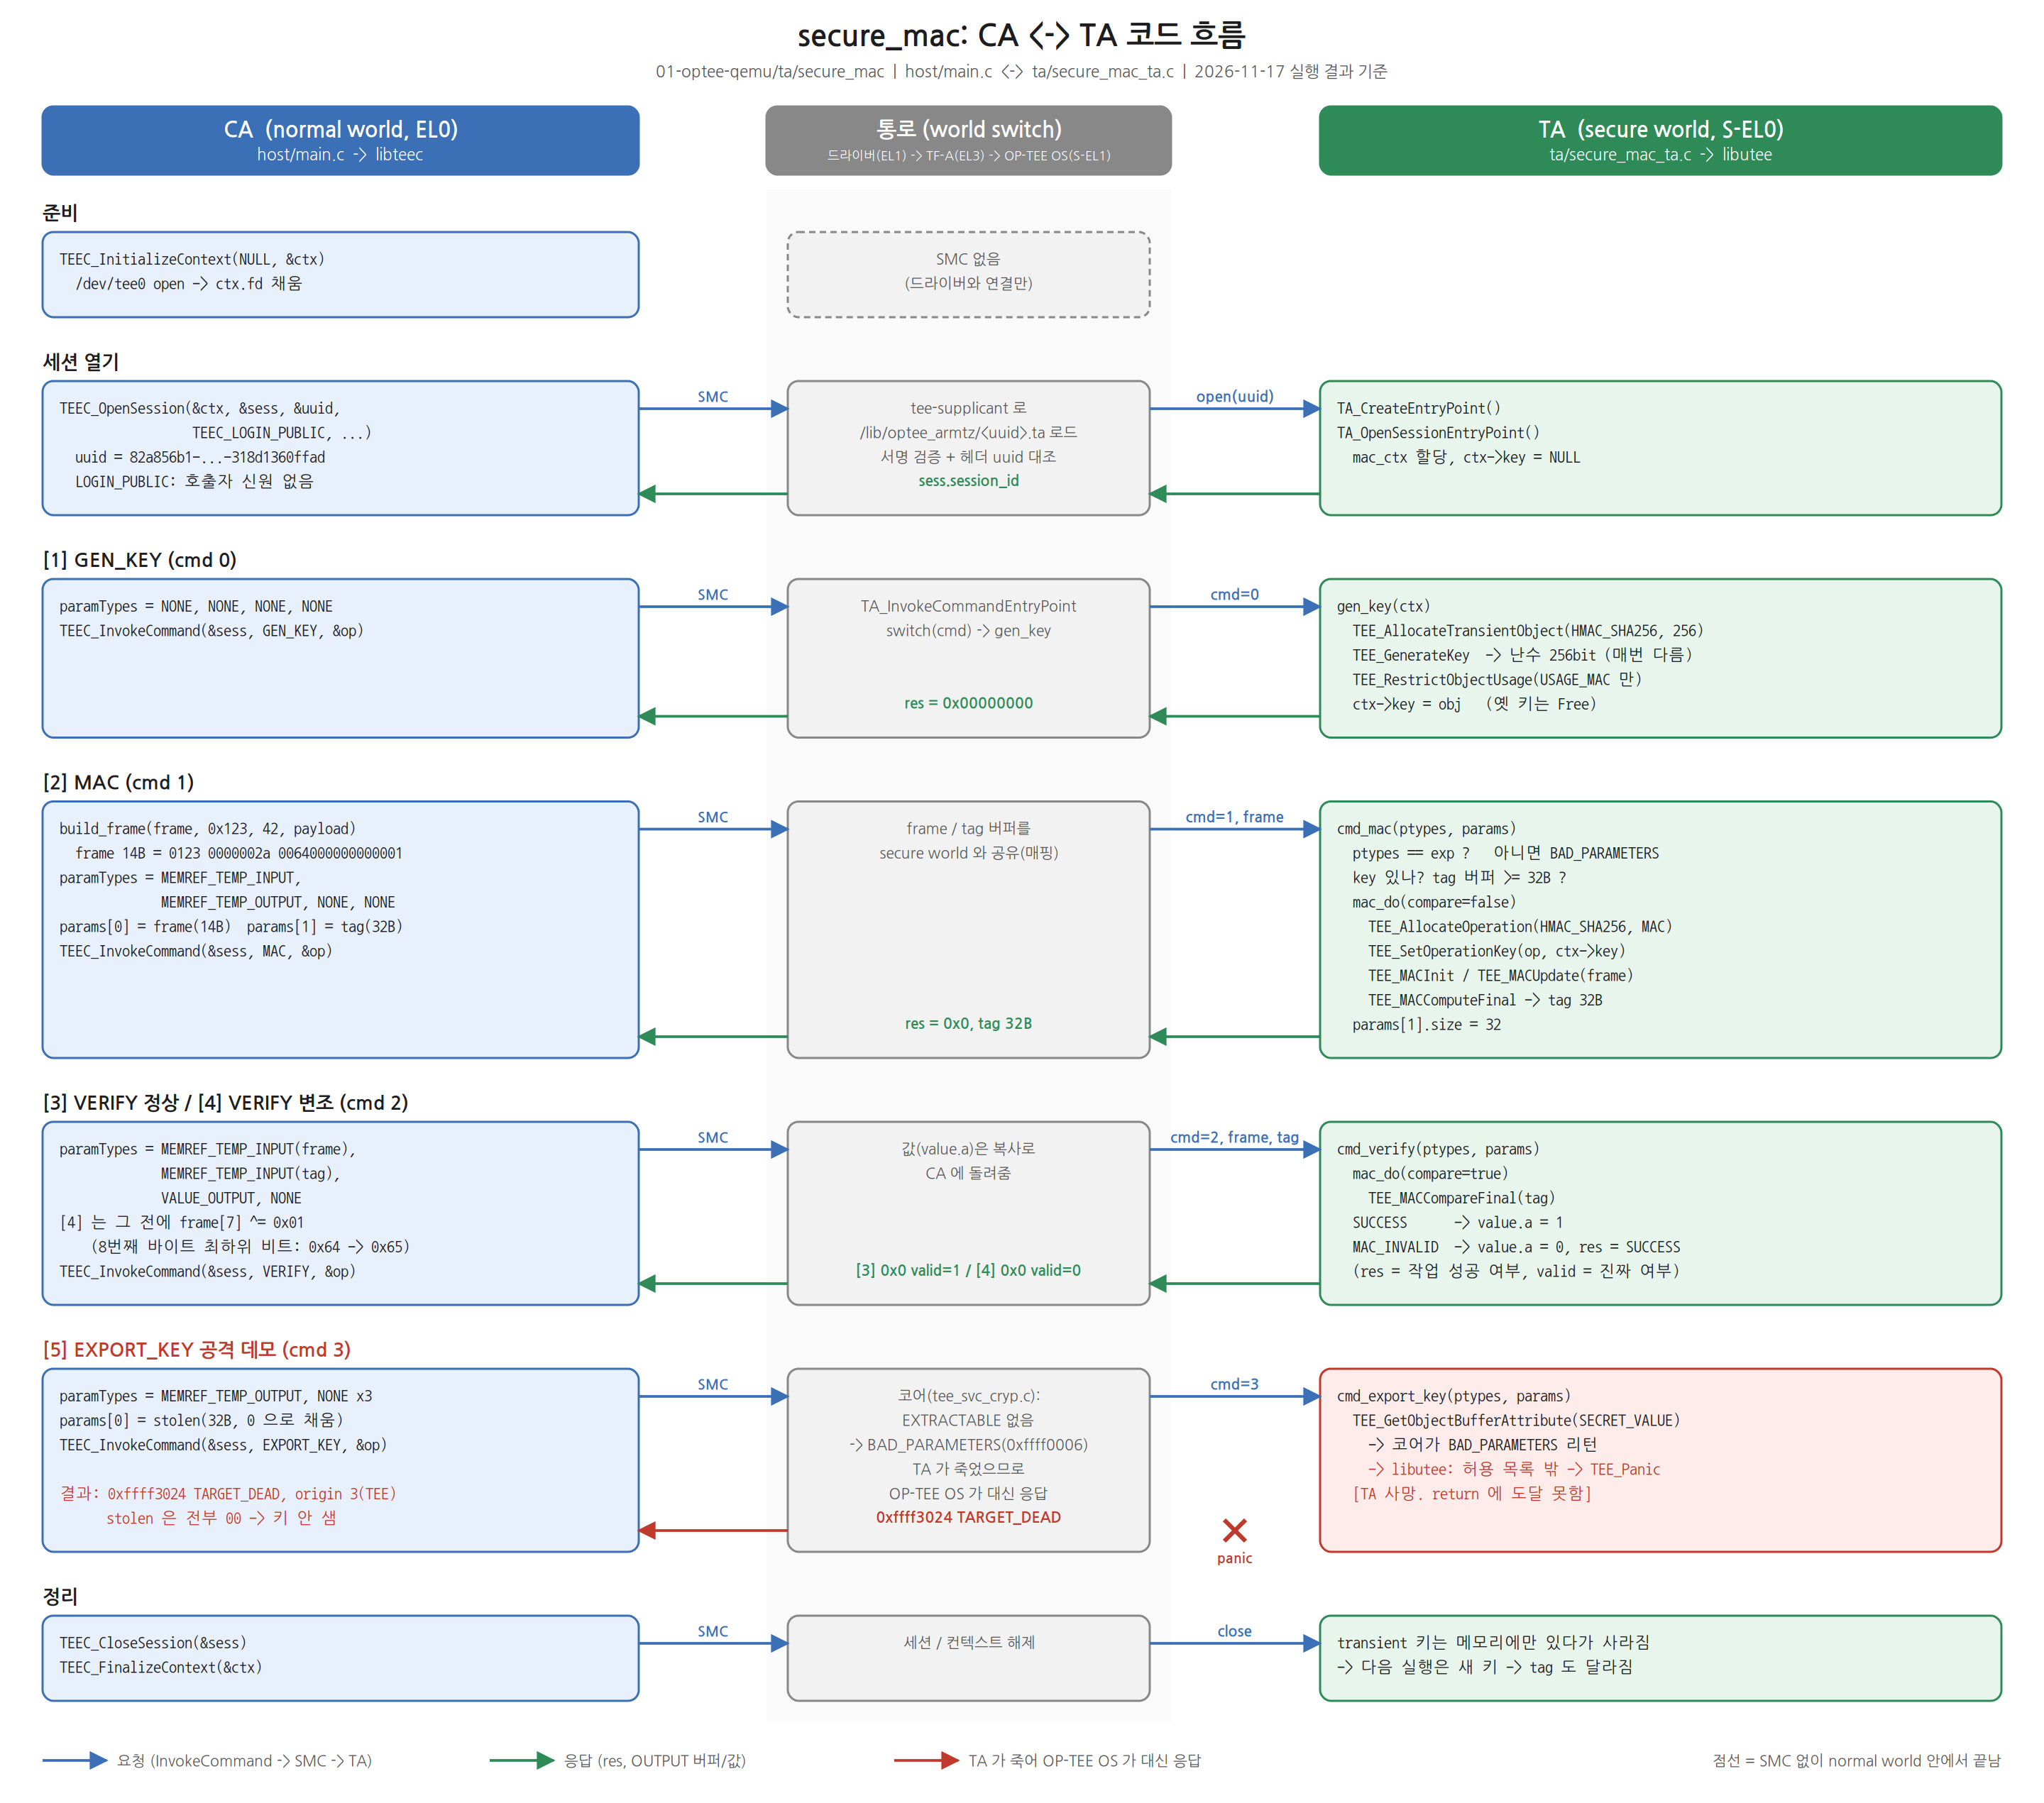 secure_mac: CA <-> TA 코드 흐름
01-optee-qemu/ta/secure_mac | host/main.c <-> ta/secure_mac_ta.c | 2026-11-17 실행 결과 기준
CA (normal world, EL0)
host/main.c -> libteec
통로 (world switch)
드라이버(EL1) -> TF-A(EL3) -> OP-TEE OS(S-EL1)
TA (secure world, S-EL0)
ta/secure_mac_ta.c -> libutee
준비
TEEC_InitializeContext(NULL, &ctx)
/dev/tee0 open -> ctx.fd 채움
SMC 없음
(드라이버와 연결만)
세션 열기
TEEC_OpenSession(&ctx, &sess, &uuid,
TEEC_LOGIN_PUBLIC, ...)
uuid = 82a856b1-...-318d1360ffad
LOGIN_PUBLIC: 호출자 신원 없음
SMC
tee-supplicant 로
/lib/optee_armtz/<uuid>.ta 로드
서명 검증 + 헤더 uuid 대조
sess.session_id
open(uuid)
TA_CreateEntryPoint()
TA_OpenSessionEntryPoint()
mac_ctx 할당, ctx->key = NULL
[1] GEN_KEY (cmd 0)
paramTypes = NONE, NONE, NONE, NONE
TEEC_InvokeCommand(&sess, GEN_KEY, &op)
SMC
TA_InvokeCommandEntryPoint
switch(cmd) -> gen_key
res = 0x00000000
cmd=0
gen_key(ctx)
TEE_AllocateTransientObject(HMAC_SHA256, 256)
TEE_GenerateKey -> 난수 256bit (매번 다름)
TEE_RestrictObjectUsage(USAGE_MAC 만)
ctx->key = obj (옛 키는 Free)
[2] MAC (cmd 1)
build_frame(frame, 0x123, 42, payload)
frame 14B = 0123 0000002a 0064000000000001
paramTypes = MEMREF_TEMP_INPUT,
MEMREF_TEMP_OUTPUT, NONE, NONE
params[0] = frame(14B) params[1] = tag(32B)
TEEC_InvokeCommand(&sess, MAC, &op)
SMC
frame / tag 버퍼를
secure world 와 공유(매핑)
res = 0x0, tag 32B
cmd=1, frame
cmd_mac(ptypes, params)
ptypes == exp ? 아니면 BAD_PARAMETERS
key 있나? tag 버퍼 >= 32B ?
mac_do(compare=false)
TEE_AllocateOperation(HMAC_SHA256, MAC)
TEE_SetOperationKey(op, ctx->key)
TEE_MACInit / TEE_MACUpdate(frame)
TEE_MACComputeFinal -> tag 32B
params[1].size = 32
[3] VERIFY 정상 / [4] VERIFY 변조 (cmd 2)
paramTypes = MEMREF_TEMP_INPUT(frame),
MEMREF_TEMP_INPUT(tag),
VALUE_OUTPUT, NONE
[4] 는 그 전에 frame[7] ^= 0x01
(8번째 바이트 최하위 비트: 0x64 -> 0x65)
TEEC_InvokeCommand(&sess, VERIFY, &op)
SMC
값(value.a)은 복사로
CA 에 돌려줌
[3] 0x0 valid=1 / [4] 0x0 valid=0
cmd=2, frame, tag
cmd_verify(ptypes, params)
mac_do(compare=true)
TEE_MACCompareFinal(tag)
SUCCESS -> value.a = 1
MAC_INVALID -> value.a = 0, res = SUCCESS
(res = 작업 성공 여부, valid = 진짜 여부)
[5] EXPORT_KEY 공격 데모 (cmd 3)
paramTypes = MEMREF_TEMP_OUTPUT, NONE x3
params[0] = stolen(32B, 0 으로 채움)
TEEC_InvokeCommand(&sess, EXPORT_KEY, &op)
결과: 0xffff3024 TARGET_DEAD, origin 3(TEE)
stolen 은 전부 00 -> 키 안 샘
SMC
코어(tee_svc_cryp.c):
EXTRACTABLE 없음
-> BAD_PARAMETERS(0xffff0006)
TA 가 죽었으므로
OP-TEE OS 가 대신 응답
0xffff3024 TARGET_DEAD
cmd=3
panic
cmd_export_key(ptypes, params)
TEE_GetObjectBufferAttribute(SECRET_VALUE)
-> 코어가 BAD_PARAMETERS 리턴
-> libutee: 허용 목록 밖 -> TEE_Panic
[TA 사망. return 에 도달 못함]
정리
TEEC_CloseSession(&sess)
TEEC_FinalizeContext(&ctx)
SMC
세션 / 컨텍스트 해제
close
transient 키는 메모리에만 있다가 사라짐
-> 다음 실행은 새 키 -> tag 도 달라짐
요청 (InvokeCommand -> SMC -> TA)
응답 (res, OUTPUT 버퍼/값)
TA 가 죽어 OP-TEE OS 가 대신 응답
점선 = SMC 없이 normal world 안에서 끝남